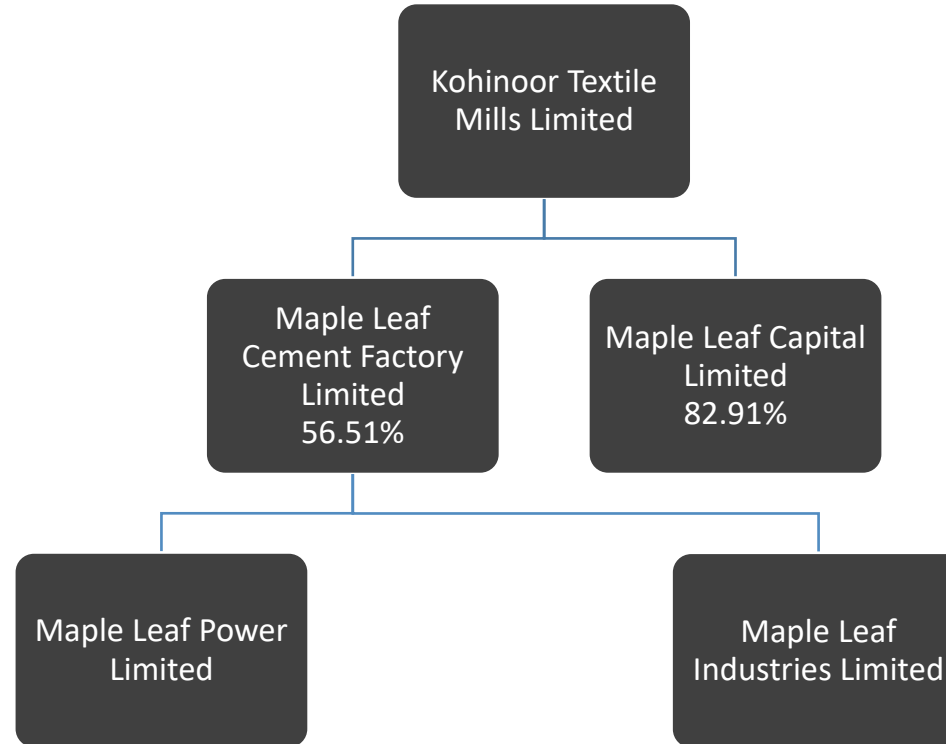 Kohinoor Textile
Mills Limited
Maple Leaf
Cement Factory
Limited
56.51%
Maple Leaf Capital
Limited
82.91%
Maple Leaf Power
Limited
Maple Leaf
Industries Limited